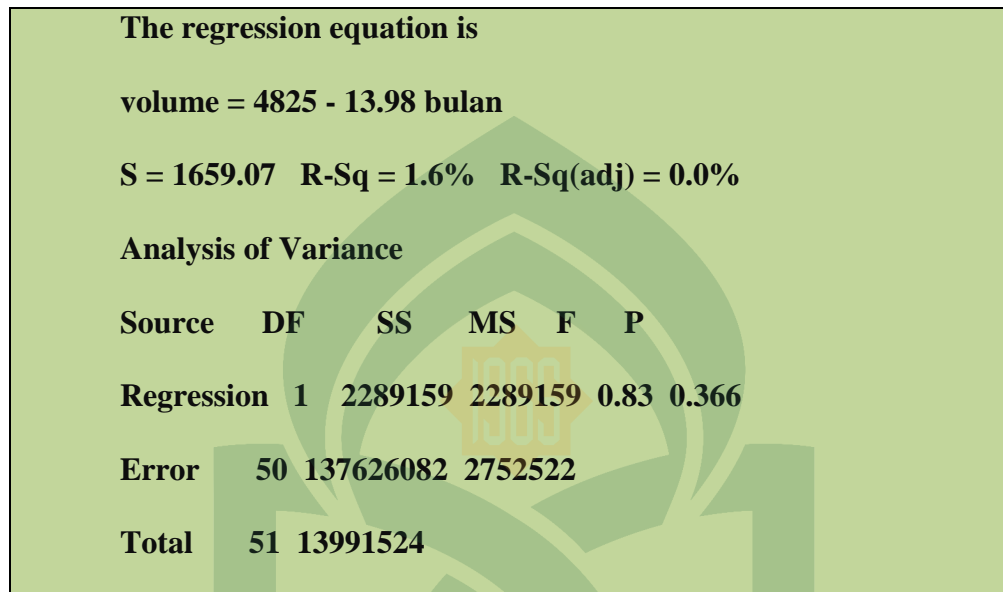 The regression equation is
volume = 4825 - 13.98 bulan
S = 1659.07 R-Sq = 1.6% R-Sq(adj) = 0.0%
Analysis of Variance
Source DF SS MS F P
Regression 1 2289159 2289159 0.83 0.366
Error 50 137626082 2752522
Total 51 13991524
1909